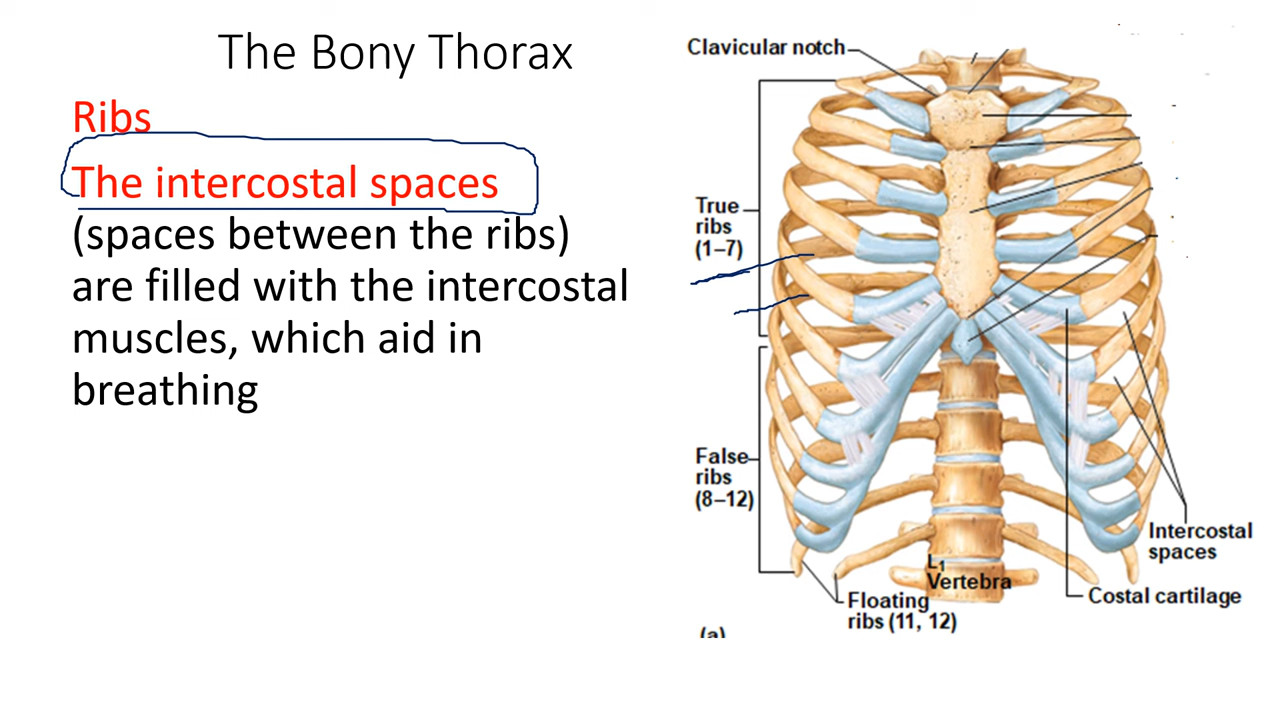 The Bony Thorax
Ribs
The intercostal spaces
(spaces between the ribs)
are filled with the intercostal
muscles, which aid in
breathing
Clavicular notch
True
ribs
(1–7)
False
ribs
(8–12)
Intercostal
spaces
L1
Vertebra
Costal cartilage
Floating
ribs (11, 12)
(a)